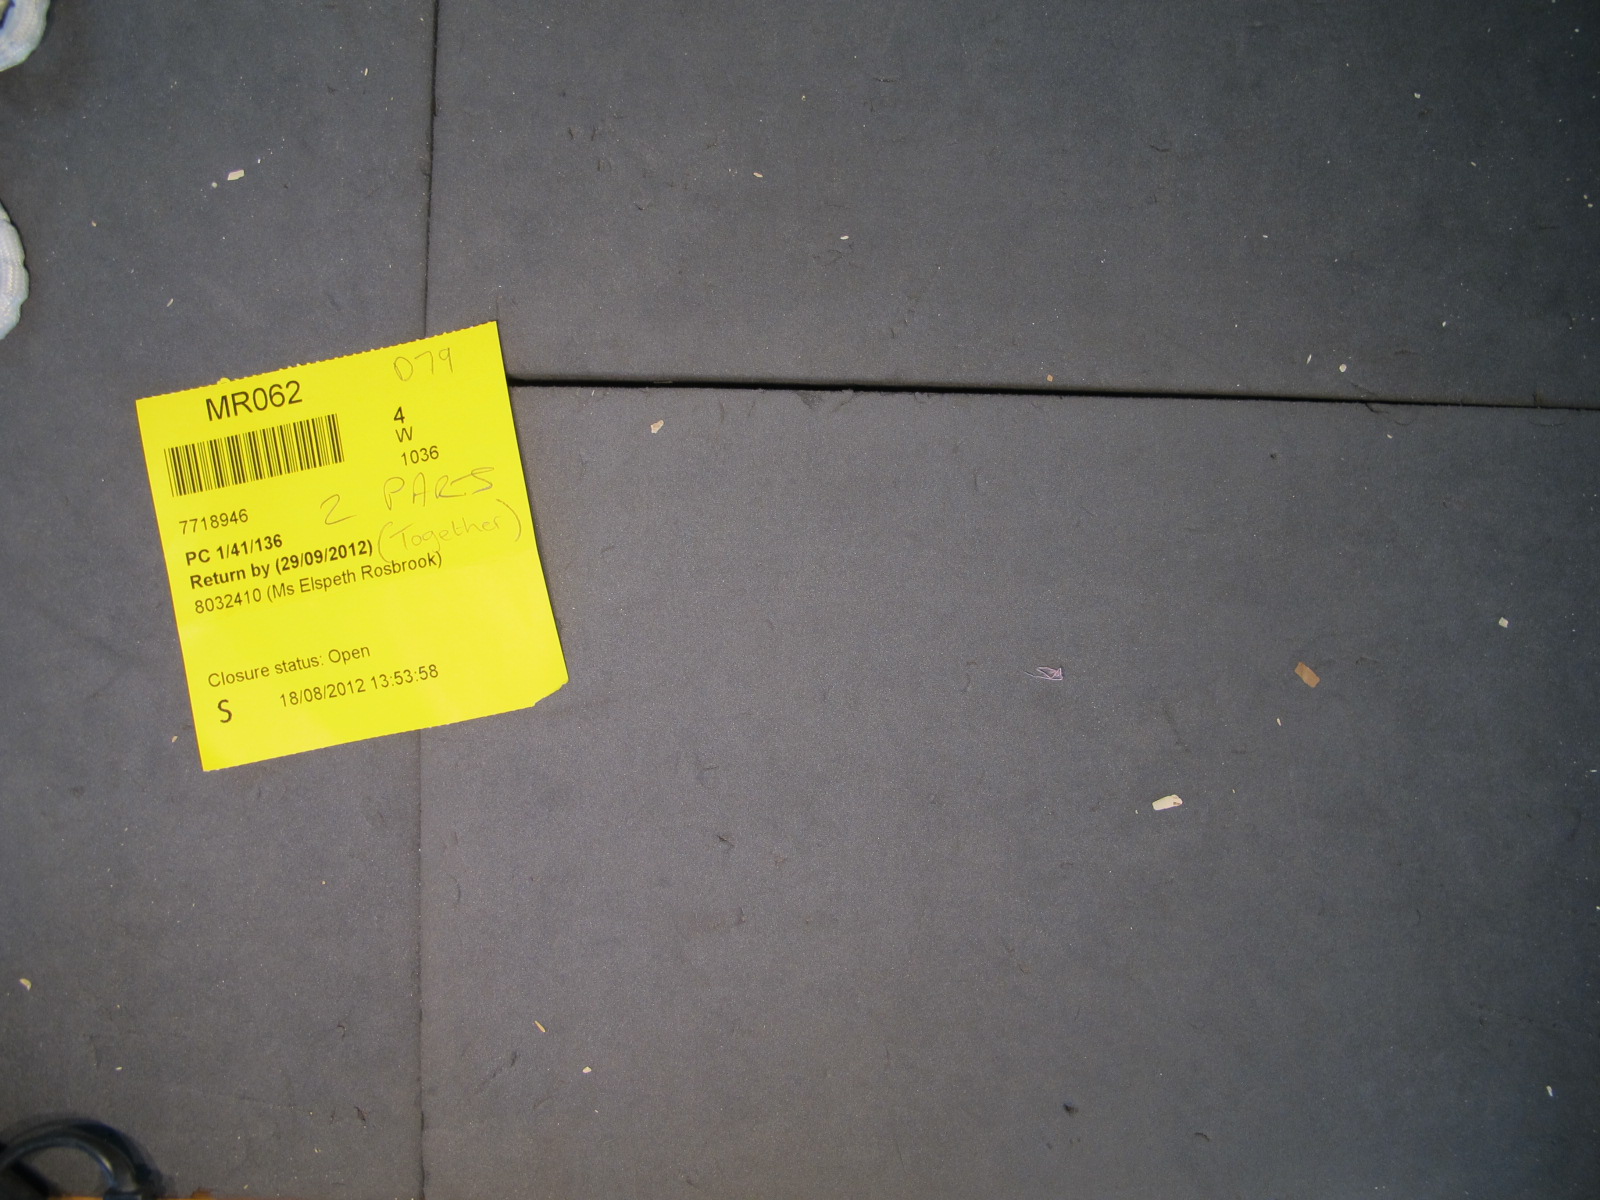 D79
MR062
4
W
1036
2 PARTS
7718946
(Together)
PC 1/41/136
Return by (29/09/2012)
8032410 (Ms Elspeth Rosbrook)
Closure status: Open
S 18/08/2012 13:53:58